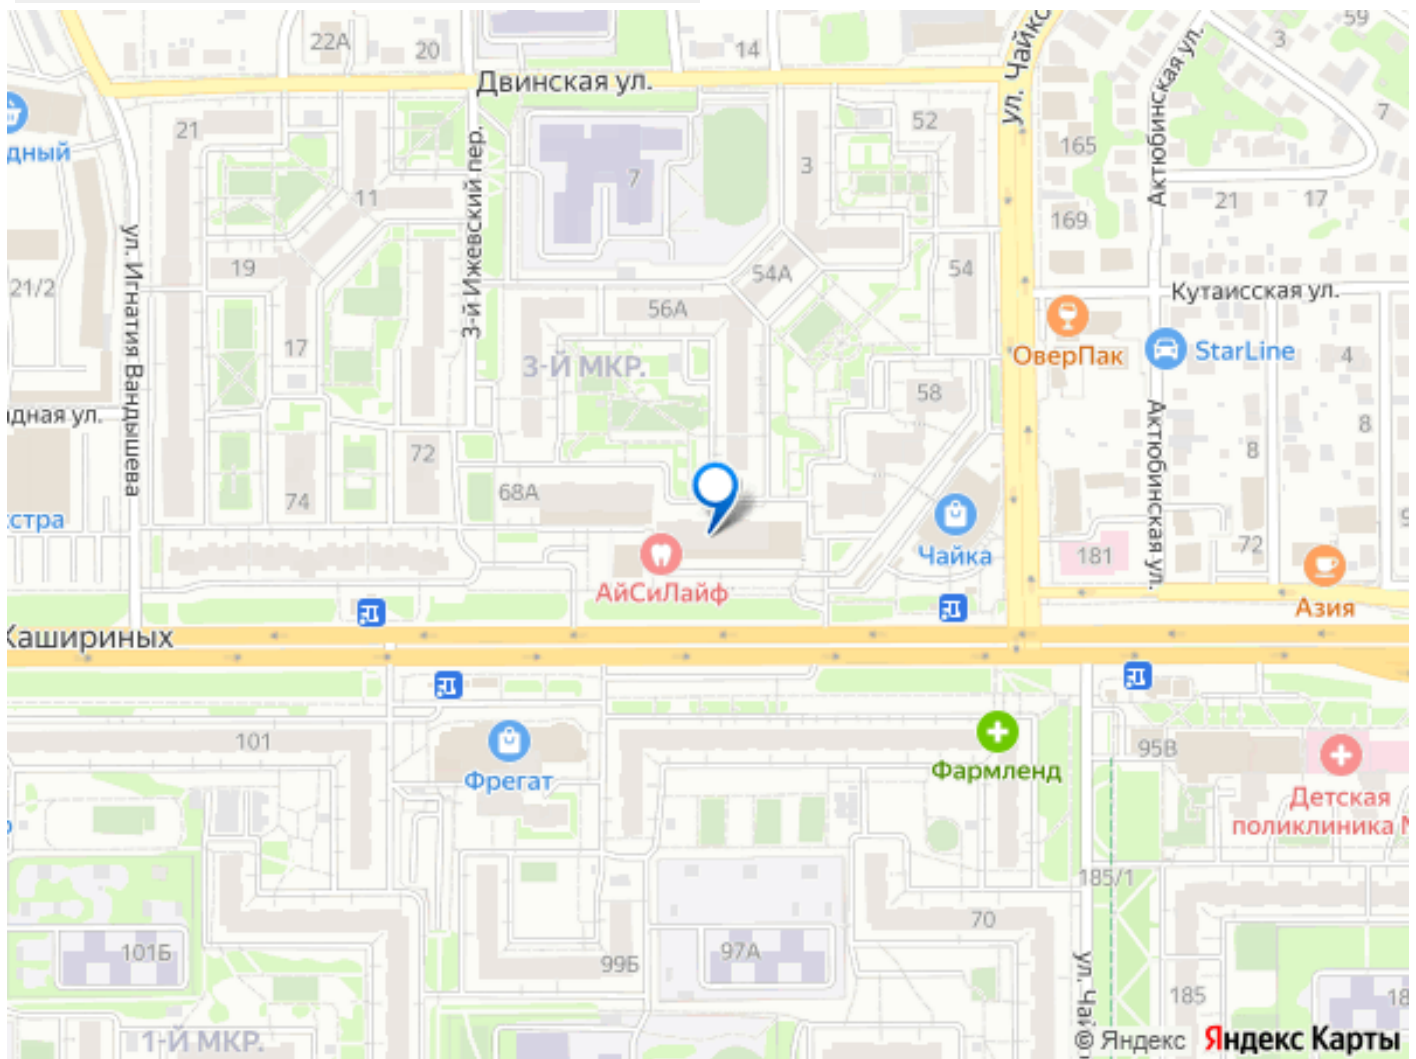 59
22А
20
14
3
Двинская ул.
ул. Чайко
Актюбинская ул.
7
21
52
165
дный
3-й Ижевский пер.
7
3
11
21
17
169
ул. Игнатия Вандышева
19
54А
54
21/2
Кутаисская ул.
56А
17
ОверПак
StarLine
4
3-Й МКР.
58
дная ул.
Актюбинская ул.
8
72
8
74
68А
стра
Чайка
181
72
9
АйСиЛайф
Азия
Кашириных
101
Фрегат
Фармленд
95В
Детская
поликлиника
185/1
70
101Б
99Б
97А
ул. Чай
185
18
1-Й МКР.
© Яндекс Яндекс Карты